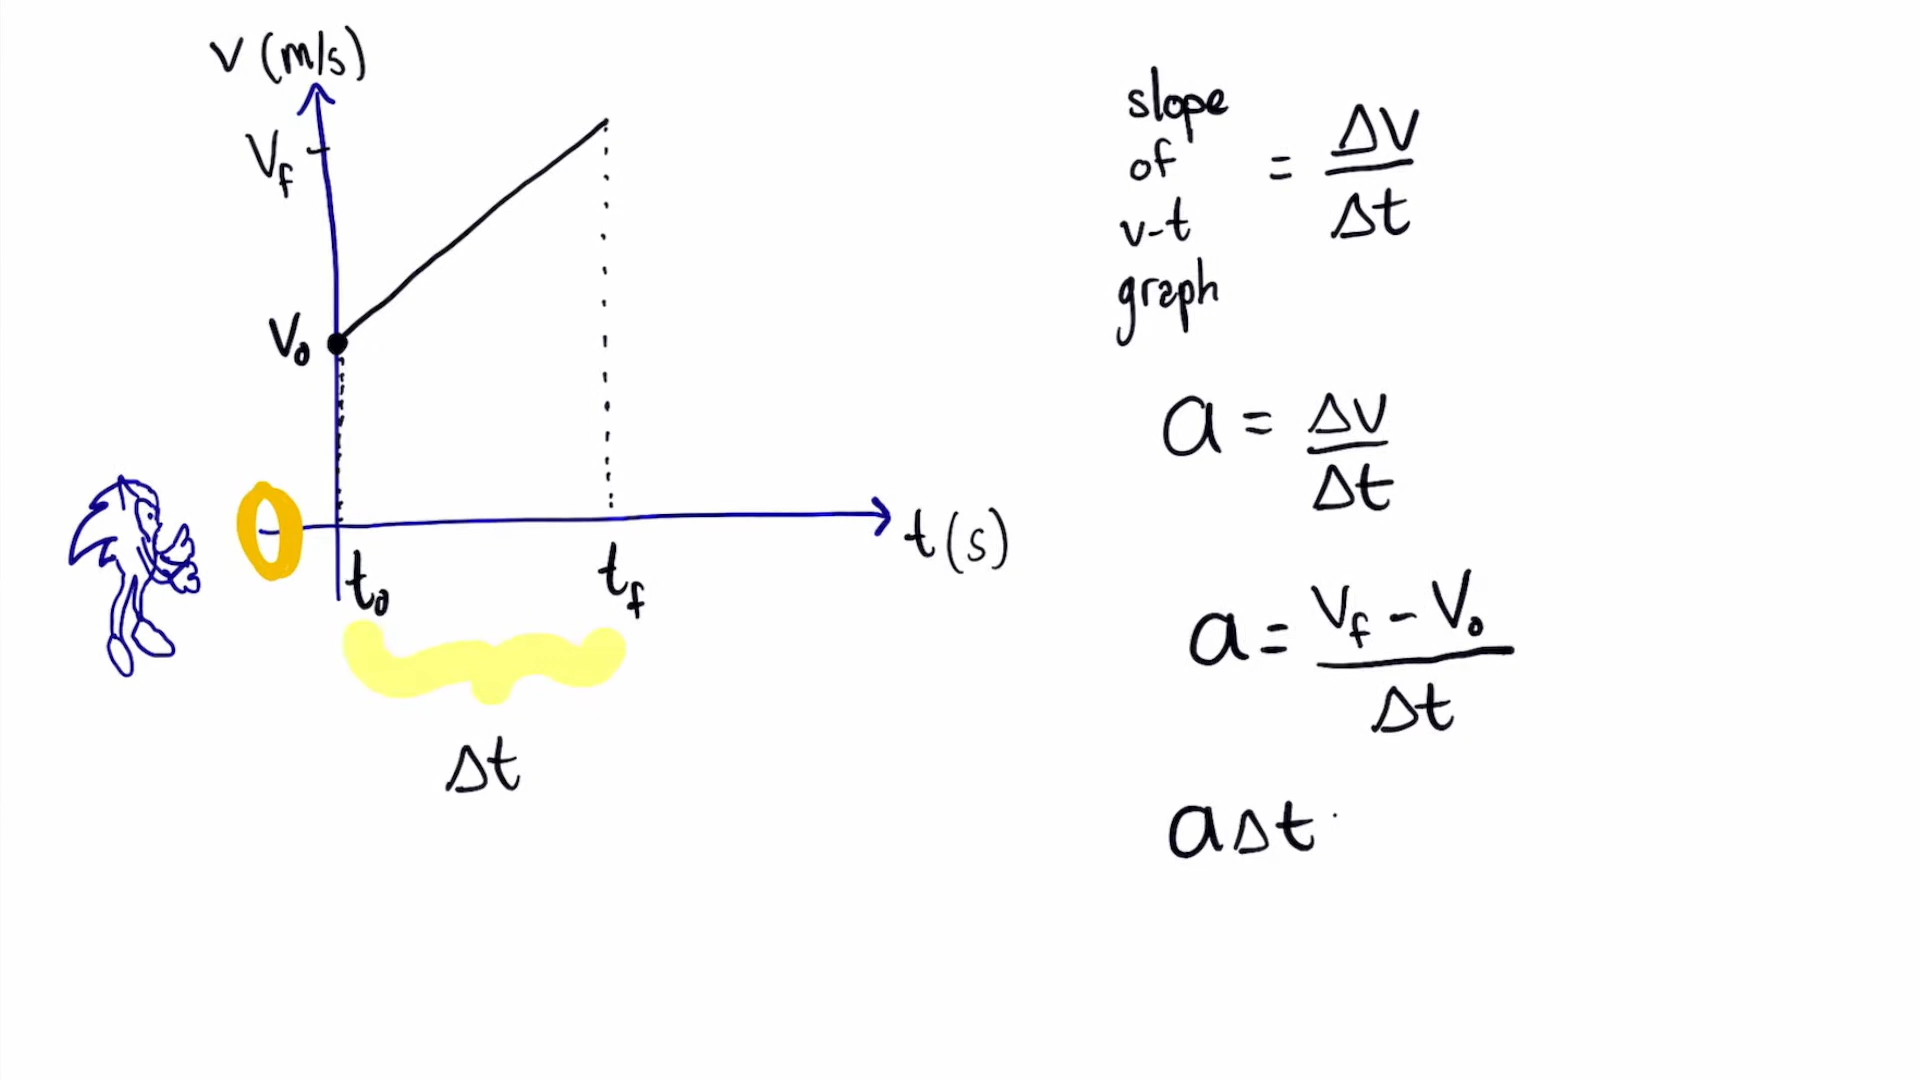 v (m/s)
Vf
V₀
t (s)
t₀
tf
Δt
slope
of
v-t
graph
= ΔV/Δt
a = ΔV/Δt
a = (Vf - V₀)/Δt
aΔt